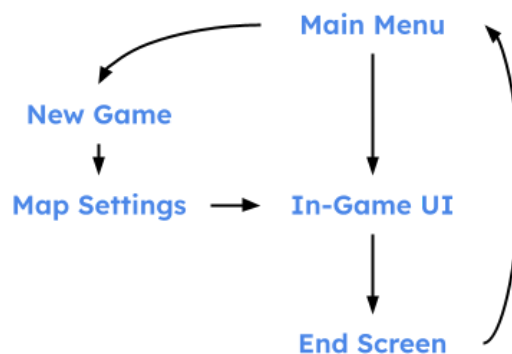 Main Menu
New Game
Map Settings
In-Game UI
End Screen